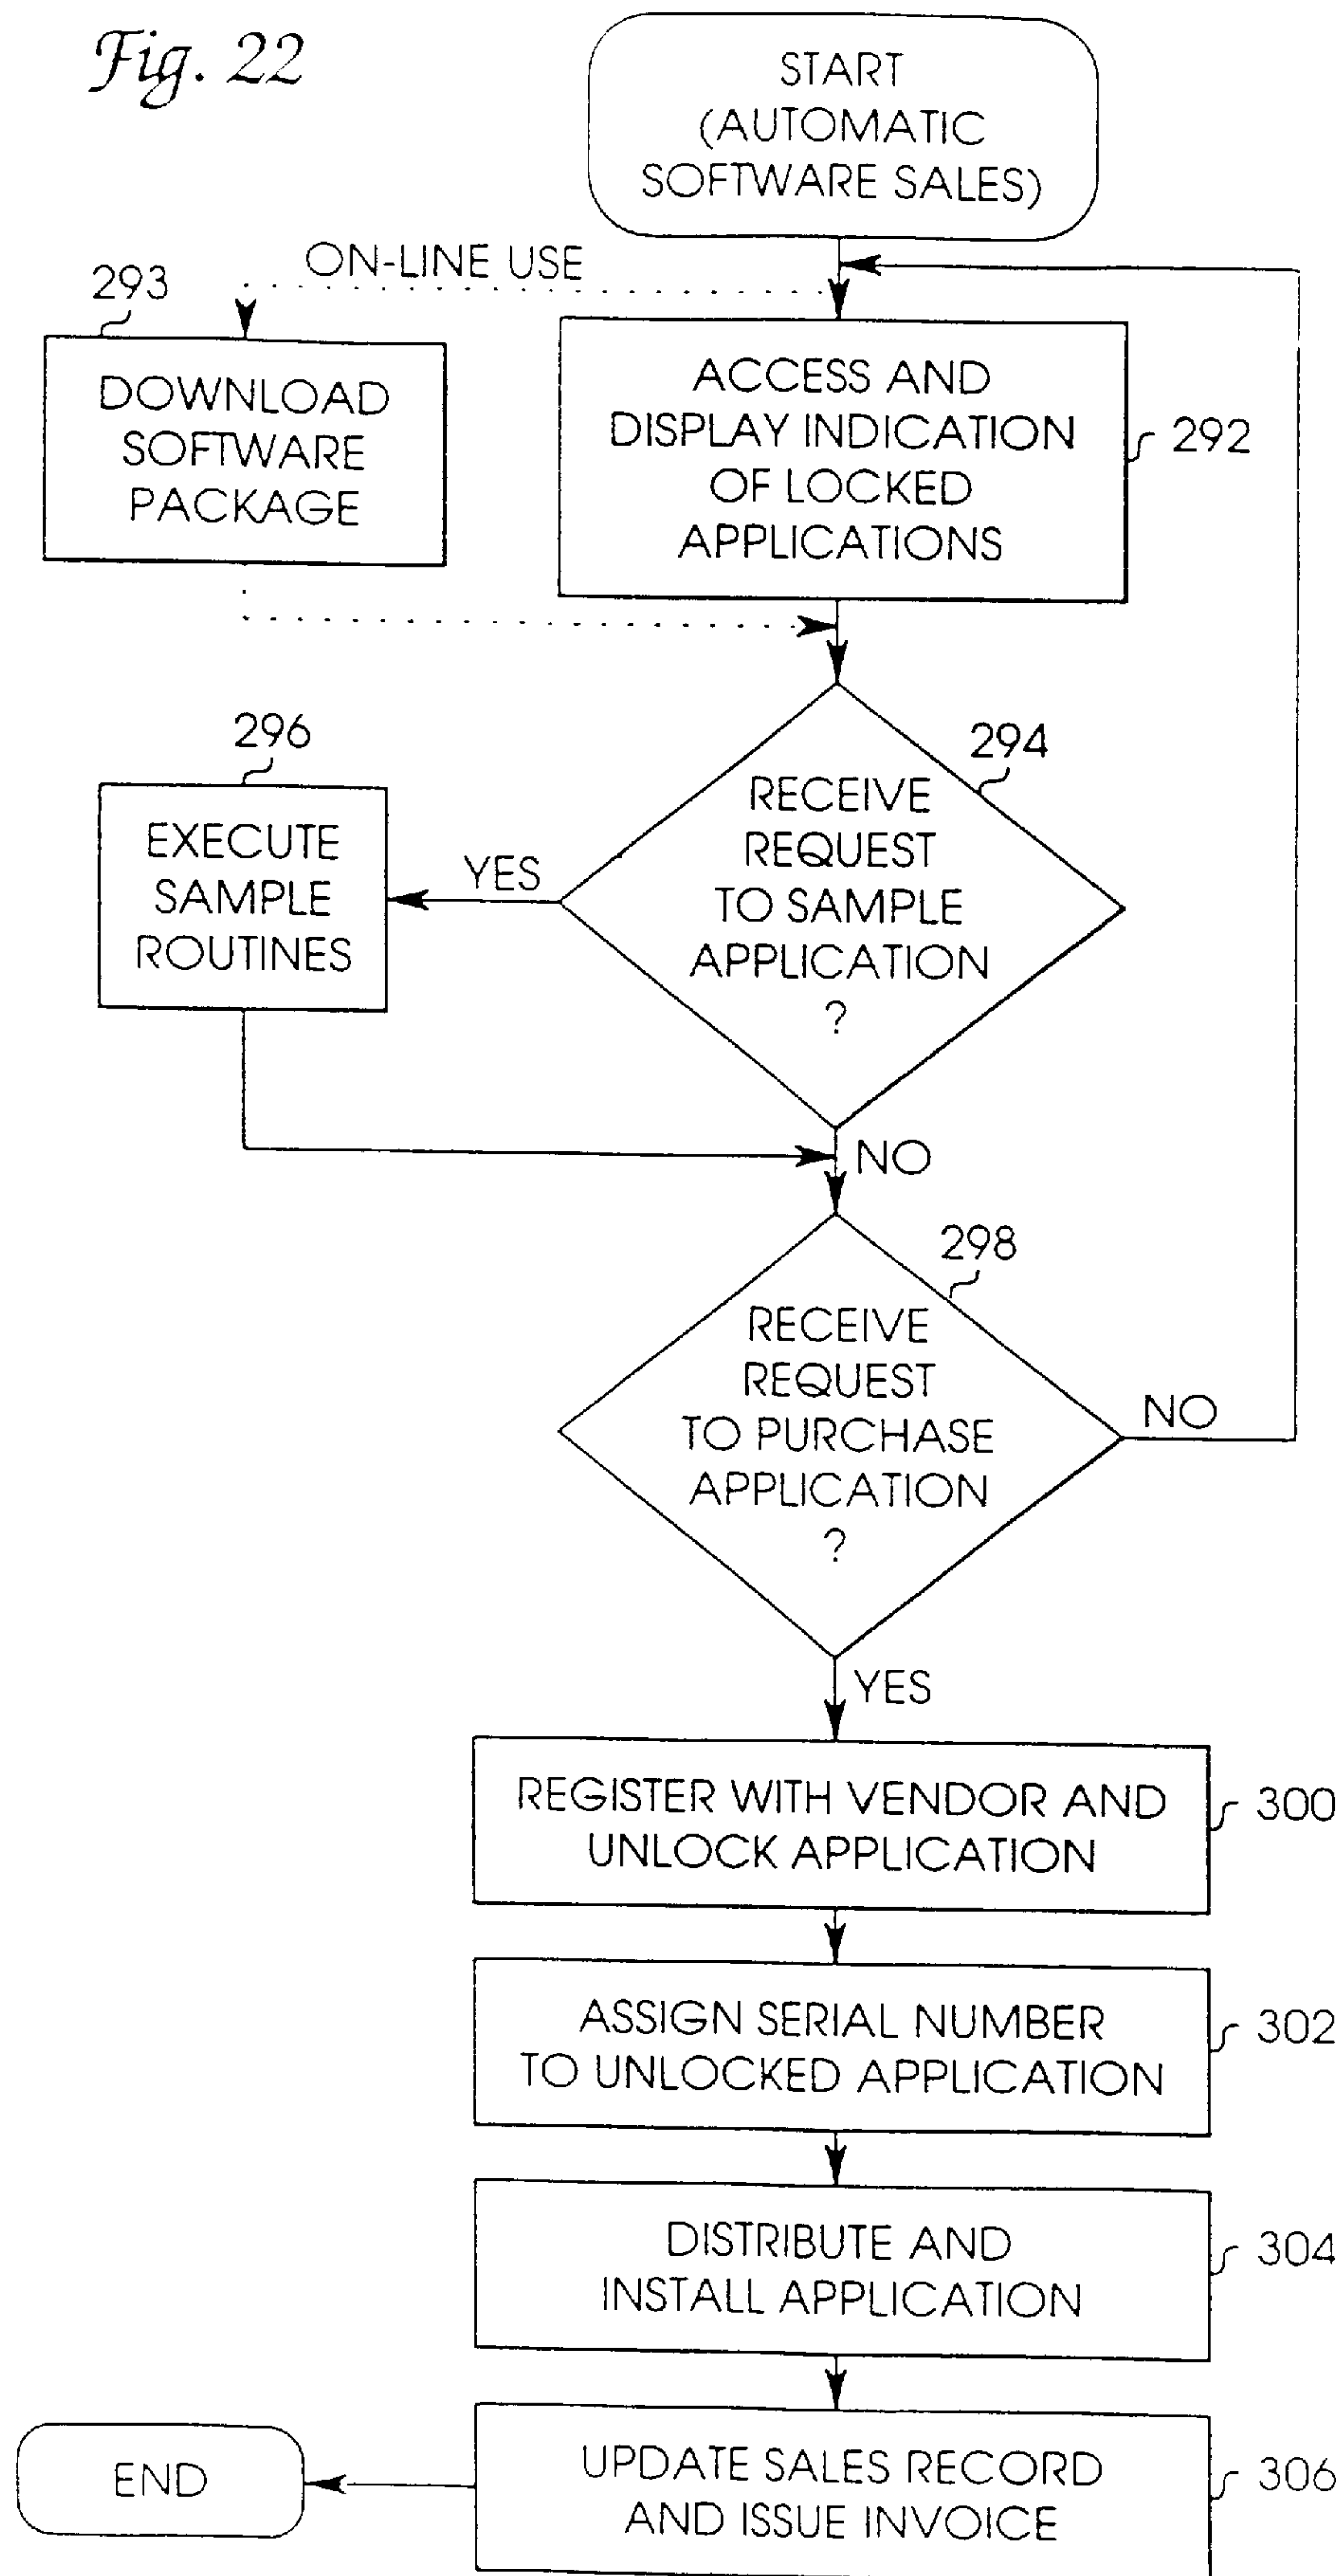 Fig. 22
START
(AUTOMATIC
SOFTWARE SALES)
ON-LINE USE
293
DOWNLOAD
SOFTWARE
PACKAGE
ACCESS AND
DISPLAY INDICATION
OF LOCKED
APPLICATIONS
292
296
EXECUTE
SAMPLE
ROUTINES
YES
294
RECEIVE
REQUEST
TO SAMPLE
APPLICATION
?
NO
298
RECEIVE
REQUEST
TO PURCHASE
APPLICATION
?
NO
YES
REGISTER WITH VENDOR AND
UNLOCK APPLICATION
300
ASSIGN SERIAL NUMBER
TO UNLOCKED APPLICATION
302
DISTRIBUTE AND
INSTALL APPLICATION
304
UPDATE SALES RECORD
AND ISSUE INVOICE
306
END